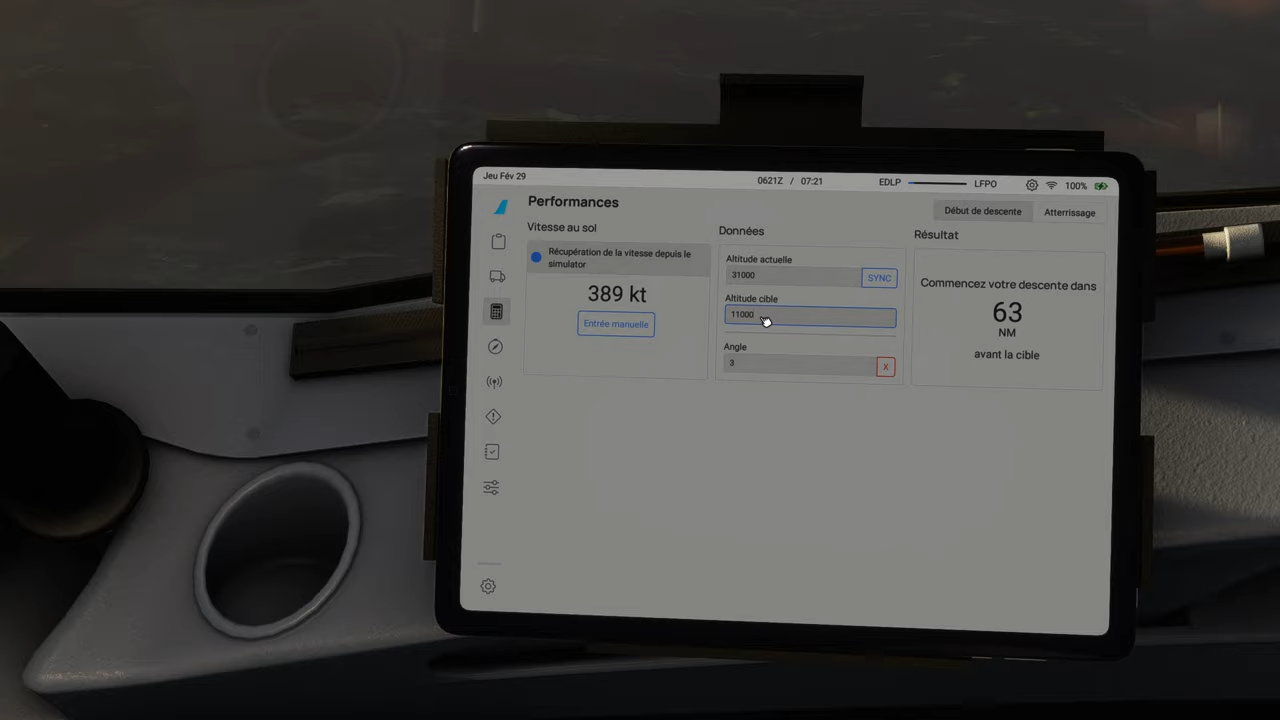 Jeu Fév 29
0621Z / 07:21
EDLP
LFPO
100%
Performances
Début de descente
Atterrissage
Vitesse au sol
Récupération de la vitesse depuis le
simulator
389 kt
Entrée manuelle
Données
Altitude actuelle
31000
SYNC
Altitude cible
11000
Angle
3
X
Résultat
Commencez votre descente dans
63
NM
avant la cible